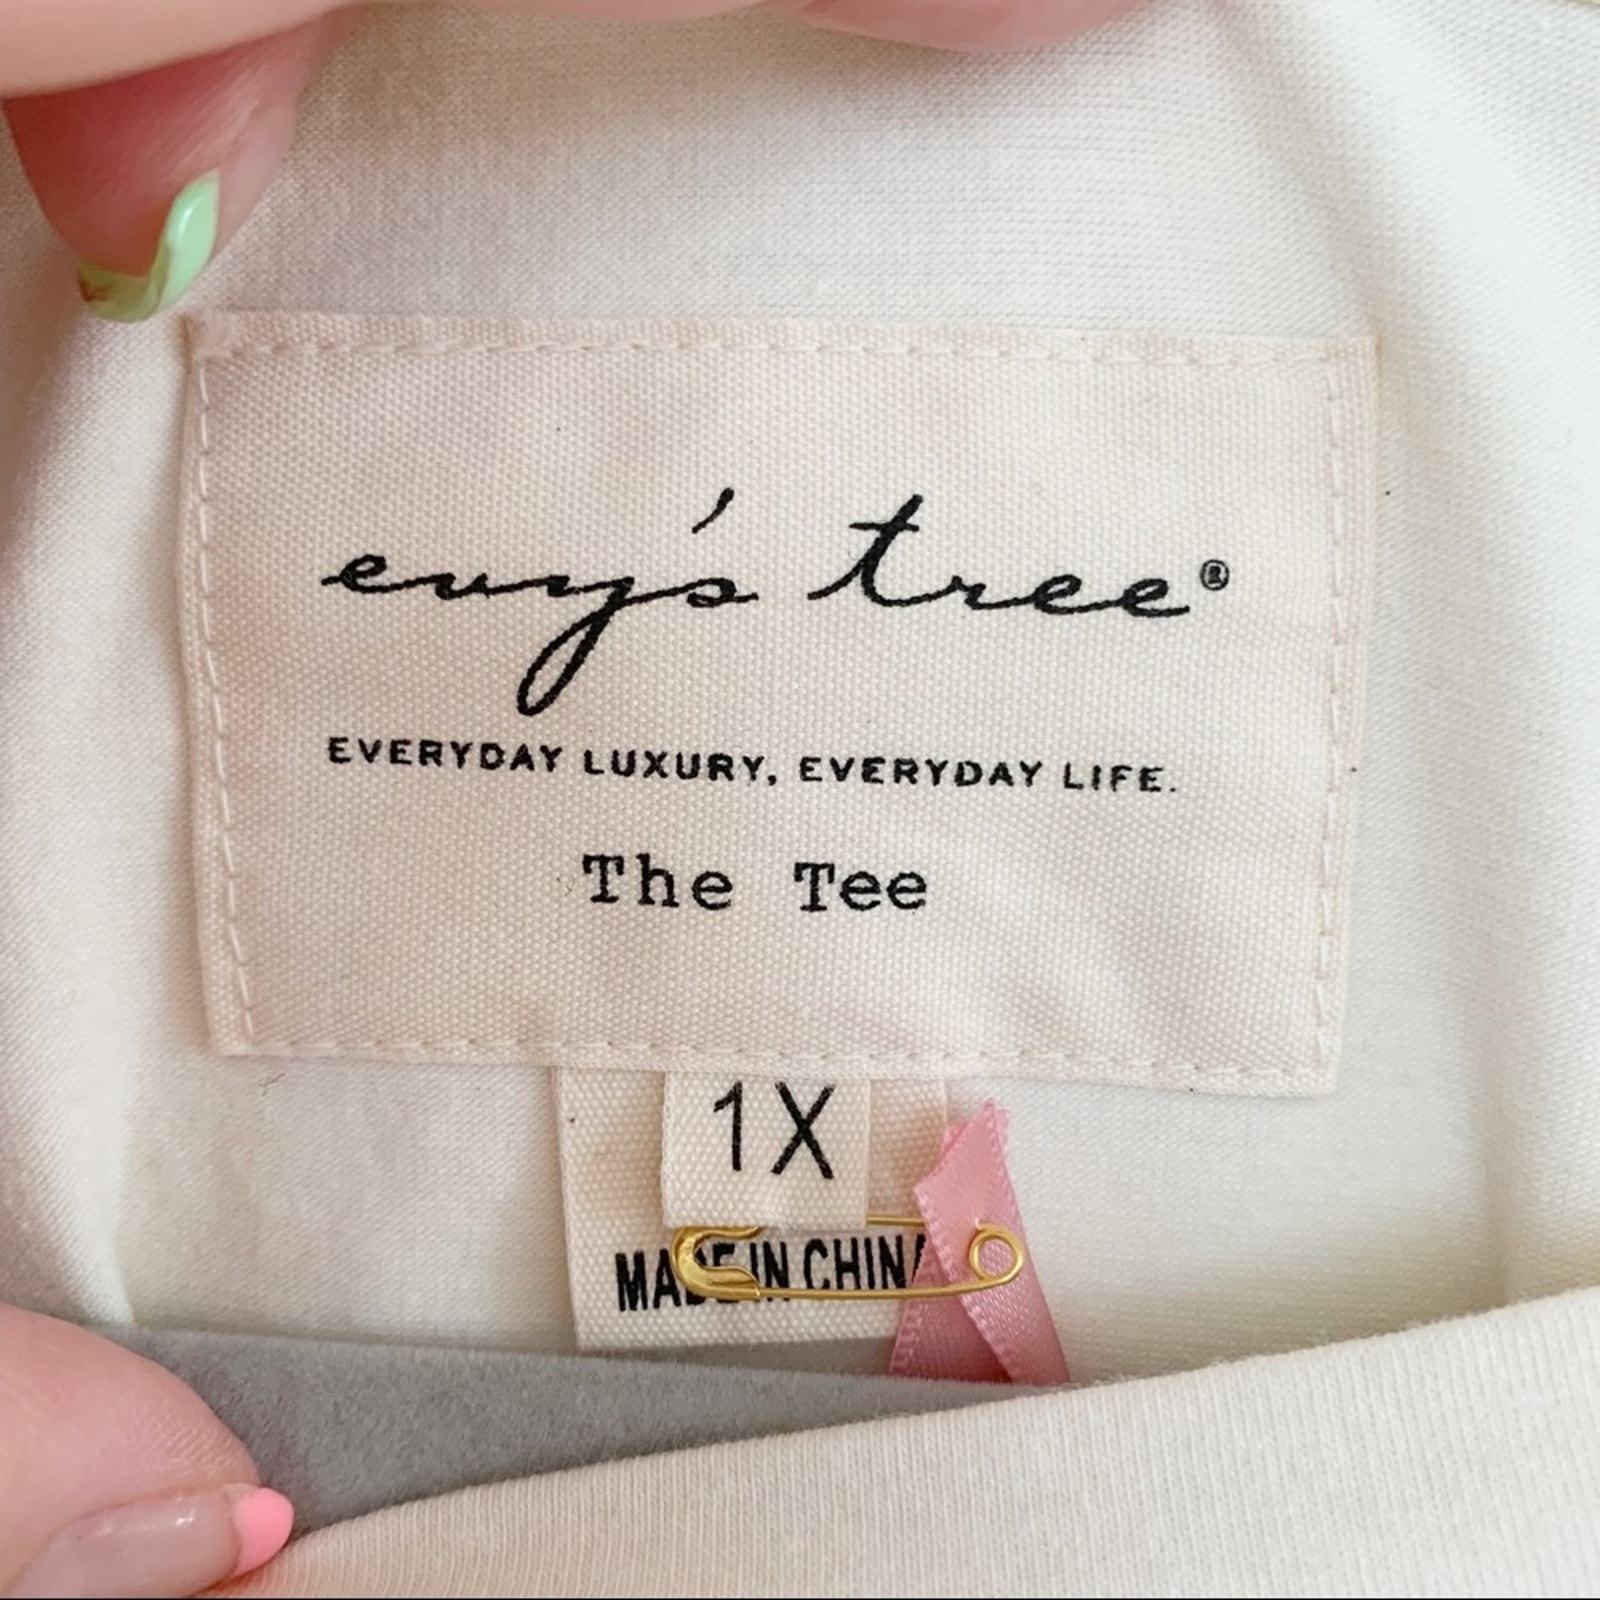 evy's tree®
EVERYDAY LUXURY, EVERYDAY LIFE.
The Tee
1X
MADE IN CHINA